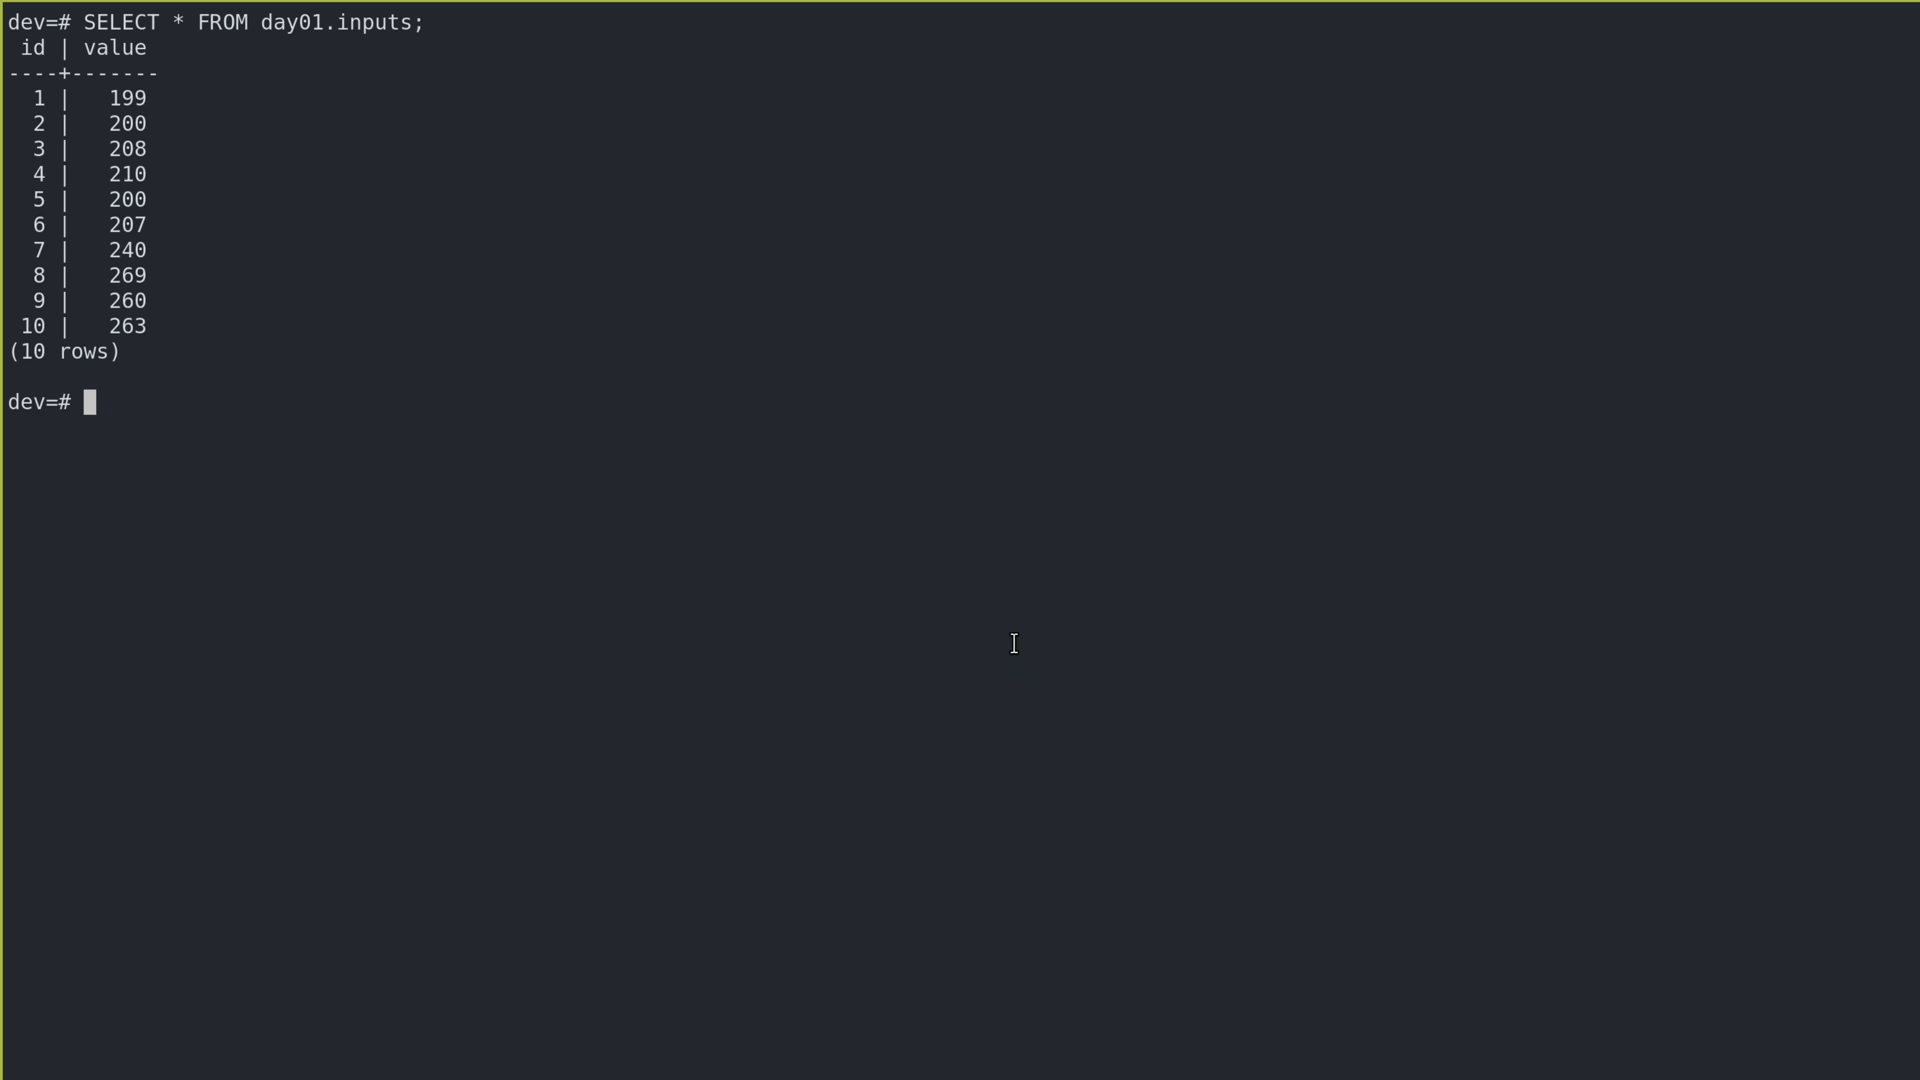 dev=# SELECT * FROM day01.inputs;
 id | value
----+-------
  1 |   199
  2 |   200
  3 |   208
  4 |   210
  5 |   200
  6 |   207
  7 |   240
  8 |   269
  9 |   260
 10 |   263
(10 rows)

dev=#